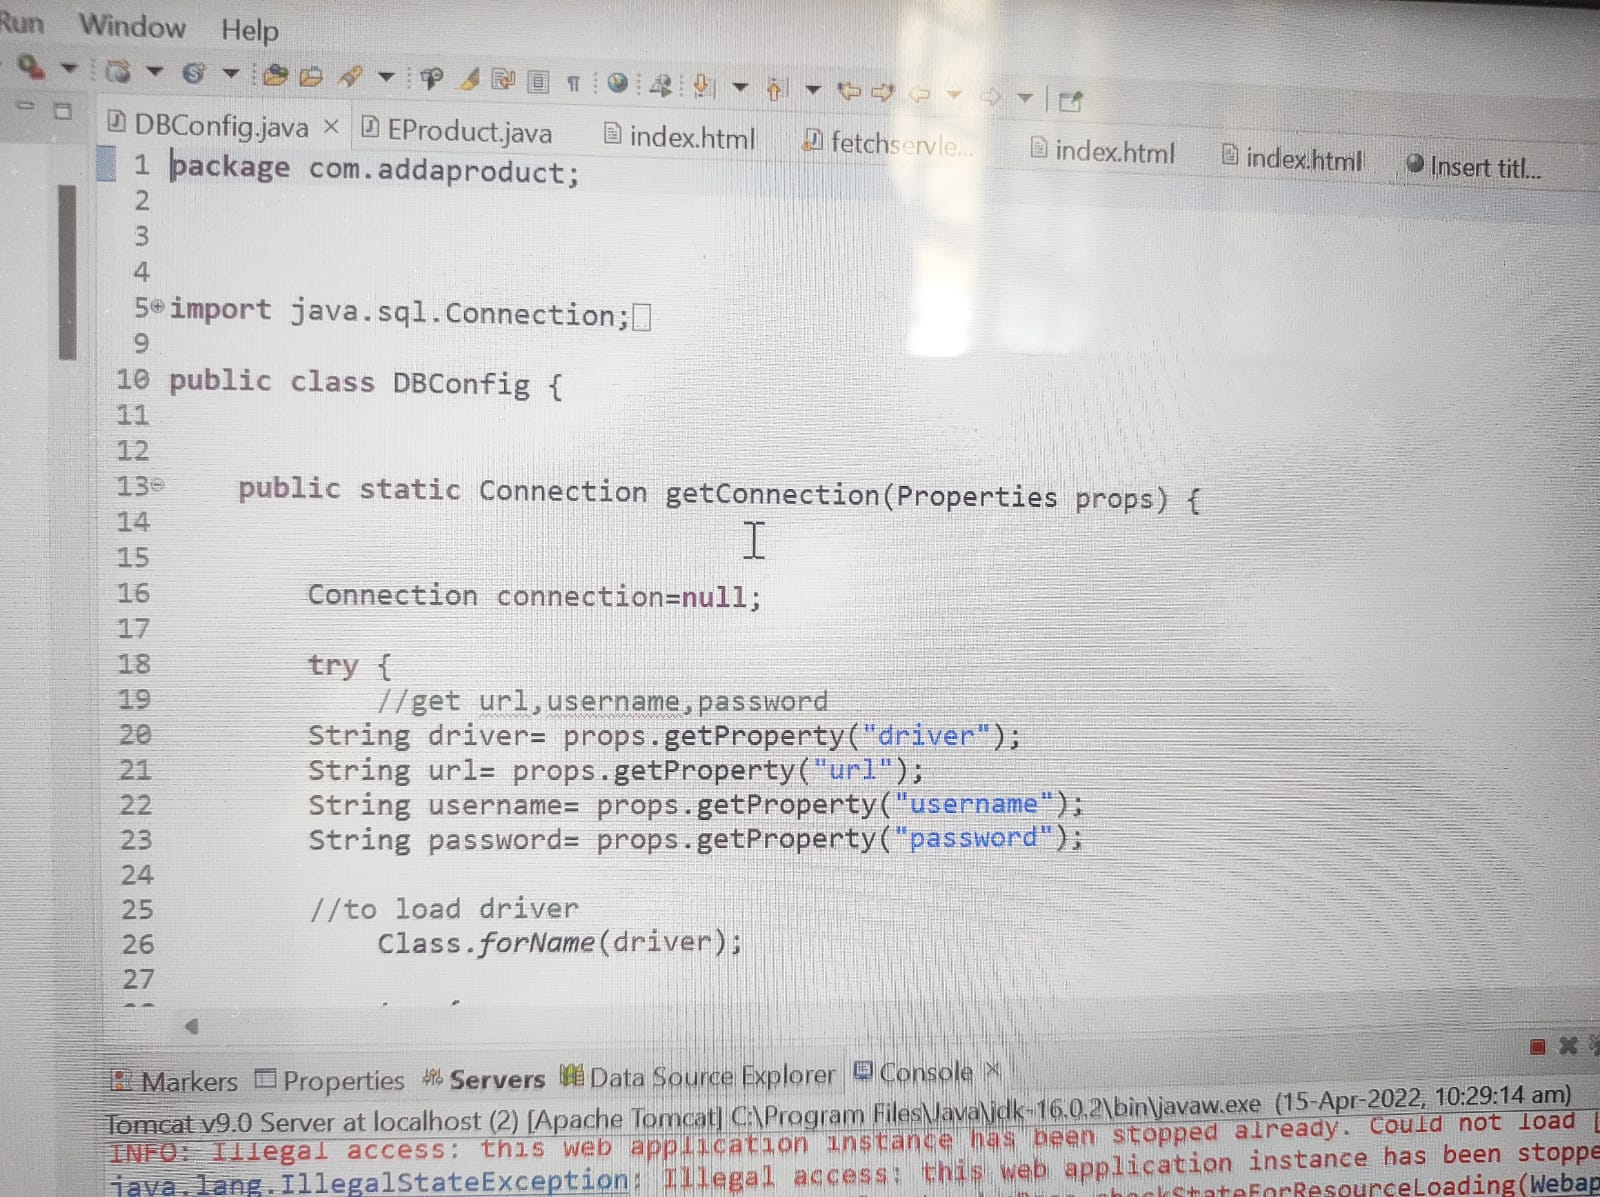 Run Window Help
DBConfig.java × EProduct.java index.html fetchservle... index.html index.html Insert titl...
1 package com.addaproduct;
2
3
4
5 import java.sql.Connection;
9
10 public class DBConfig {
11
12
13 public static Connection getConnection(Properties props) {
14
15
16 Connection connection=null;
17
18 try {
19 //get url,username,password
20 String driver= props.getProperty("driver");
21 String url= props.getProperty("url");
22 String username= props.getProperty("username");
23 String password= props.getProperty("password");
24
25 //to load driver
26 Class.forName(driver);
27
Markers Properties Servers Data Source Explorer Console ×
Tomcat v9.0 Server at localhost (2) [Apache Tomcat] C:\Program Files\Java\jdk-16.0.2\bin\javaw.exe (15-Apr-2022, 10:29:14 am)
INFO: Illegal access: this web application instance has been stopped already. Could not load [
java.lang.IllegalStateException: Illegal access: this web application instance has been stoppe
checkStateForResourceLoading(Webap